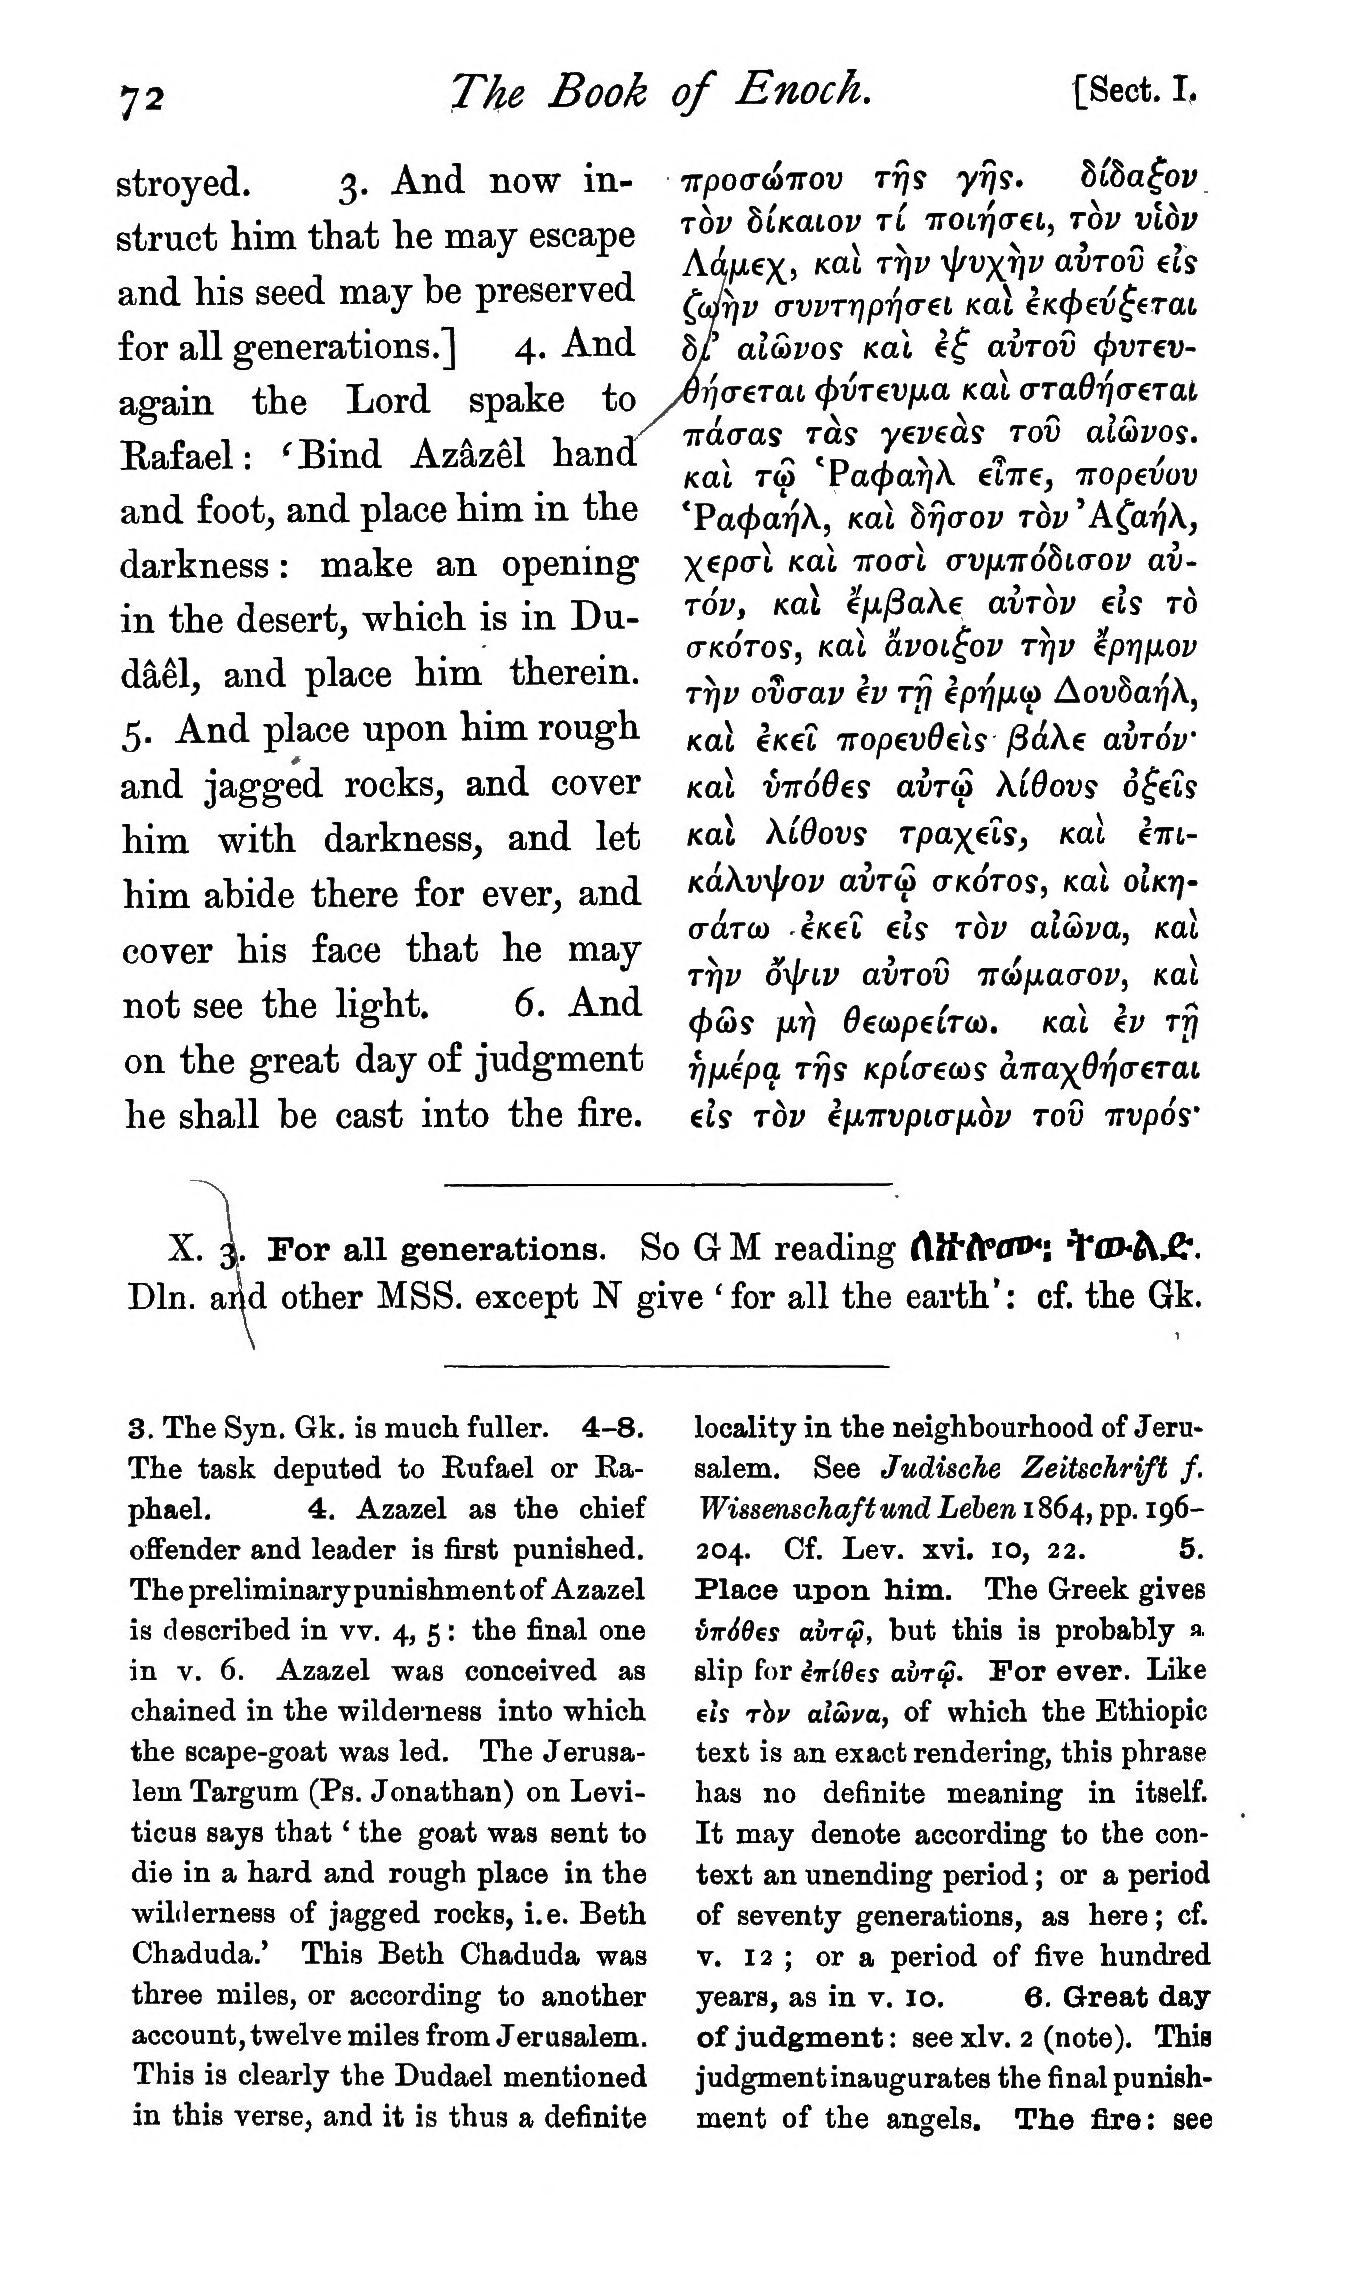 72 The Book of Enoch. [Sect. I.
stroyed. 3. And now in-
struct him that he may escape
and his seed may be preserved
for all generations.] 4. And
again the Lord spake to
Rafael: ‘Bind Azâzêl hand
and foot, and place him in the
darkness: make an opening
in the desert, which is in Du-
dâêl, and place him therein.
5. And place upon him rough
and jagged rocks, and cover
him with darkness, and let
him abide there for ever, and
cover his face that he may
not see the light. 6. And
on the great day of judgment
he shall be cast into the fire.
προσώπου τῆς γῆς. δίδαξον
τὸν δίκαιον τί ποιήσει, τὸν υἱὸν
Λάμεχ, καὶ τὴν ψυχὴν αὐτοῦ εἰς
ζωὴν συντηρήσει καὶ ἐκφεύξεται
δι’ αἰῶνος καὶ ἐξ αὐτοῦ φυτευ-
θήσεται φύτευμα καὶ σταθήσεται
πάσας τὰς γενεὰς τοῦ αἰῶνος.
καὶ τῷ Ῥαφαὴλ εἶπε, πορεύου
Ῥαφαήλ, καὶ δῆσον τὸν Ἀζαήλ,
χερσὶ καὶ ποσὶ συμπόδισον αὐ-
τόν, καὶ ἔμβαλε αὐτὸν εἰς τὸ
σκότος, καὶ ἄνοιξον τὴν ἔρημον
τὴν οὖσαν ἐν τῇ ἐρήμῳ Δουδαήλ,
καὶ ἐκεῖ πορευθεὶς βάλε αὐτόν·
καὶ ὑπόθες αὐτῷ λίθους ὀξεῖς
καὶ λίθους τραχεῖς, καὶ ἐπι-
κάλυψον αὐτῷ σκότος, καὶ οἰκη-
σάτω ἐκεῖ εἰς τὸν αἰῶνα, καὶ
τὴν ὄψιν αὐτοῦ πώμασον, καὶ
φῶς μὴ θεωρείτω. καὶ ἐν τῇ
ἡμέρᾳ τῆς κρίσεως ἀπαχθήσεται
εἰς τὸν ἐμπυρισμὸν τοῦ πυρός·
X. 3. For all generations. So G M reading ለኵሎሙ፡ ትውልድ.
Dln. and other MSS. except N give ‘for all the earth’: cf. the Gk.
3. The Syn. Gk. is much fuller. 4–8.
The task deputed to Rufael or Ra-
phael. 4. Azazel as the chief
offender and leader is first punished.
The preliminary punishment of Azazel
is described in vv. 4, 5: the final one
in v. 6. Azazel was conceived as
chained in the wilderness into which
the scape-goat was led. The Jerusa-
lem Targum (Ps. Jonathan) on Levi-
ticus says that ‘the goat was sent to
die in a hard and rough place in the
wilderness of jagged rocks, i.e. Beth
Chaduda.’ This Beth Chaduda was
three miles, or according to another
account, twelve miles from Jerusalem.
This is clearly the Dudael mentioned
in this verse, and it is thus a definite
locality in the neighbourhood of Jeru-
salem. See Judische Zeitschrift f.
Wissenschaft und Leben 1864, pp. 196–
204. Cf. Lev. xvi. 10, 22. 5.
Place upon him. The Greek gives
ὑπόθες αὐτῷ, but this is probably a
slip for ἐπίθες αὐτῷ. For ever. Like
εἰς τὸν αἰῶνα, of which the Ethiopic
text is an exact rendering, this phrase
has no definite meaning in itself.
It may denote according to the con-
text an unending period; or a period
of seventy generations, as here; cf.
v. 12; or a period of five hundred
years, as in v. 10. 6. Great day
of judgment: see xlv. 2 (note). This
judgment inaugurates the final punish-
ment of the angels. The fire: see